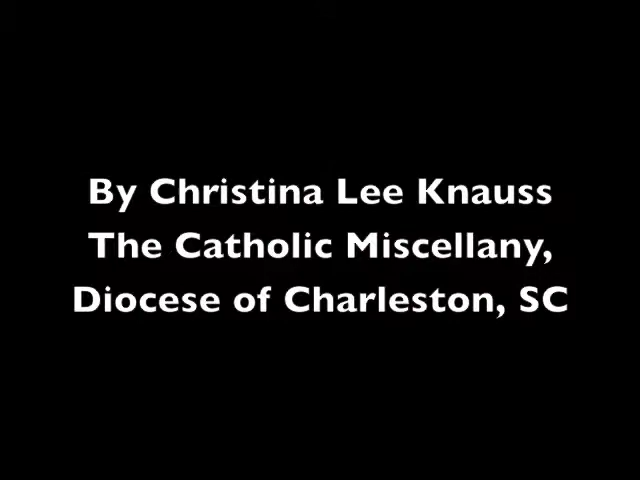 By Christina Lee Knauss
The Catholic Miscellany,
Diocese of Charleston, SC